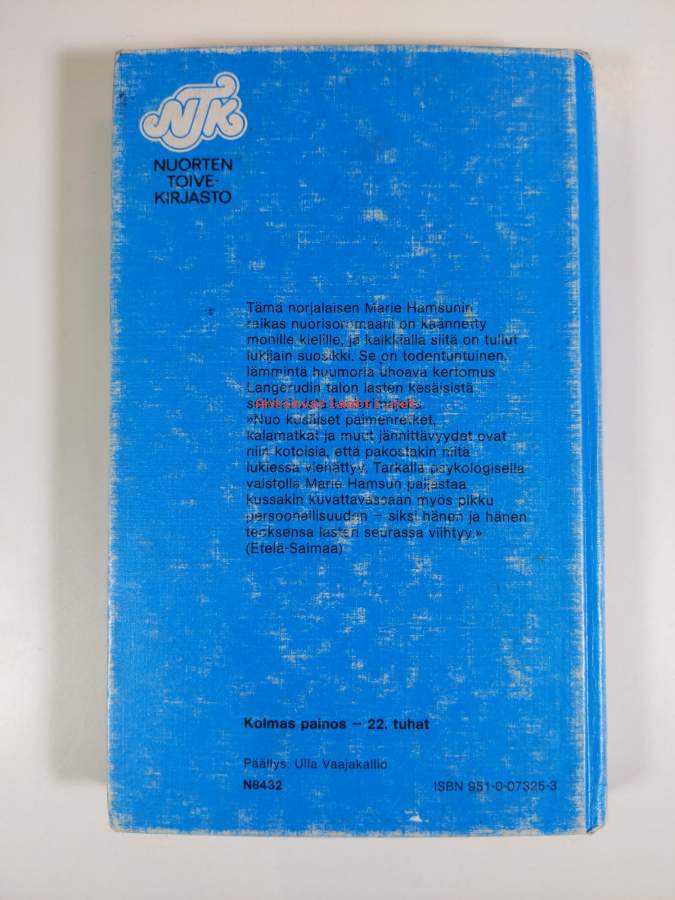 NTK
NUORTEN
TOIVE-
KIRJASTO
Tämä norjalaisen Marie Hamsunin
raikas nuorisoromaani on käännetty
monille kielille, ja kaikkialla siitä on tullut
lukijain suosikki. Se on todentuntuinen,
lämmintä huumoria uhoava kertomus
Langerudin talon lasten kesäisistä
»Nuo kesäiset paimenretket,
kalamatkat ja muut jännittävyydet ovat
niin kotoisia, että pakostakin niitä
lukiessa viehättyy. Tarkalla psykologisella
vaistolla Marie Hamsun paljastaa
kussakin kuvattavassaan myös pikku
persoonallisuuden – siksi hänen ja hänen
teoksensa lasten seurassa viihtyy.»
(Etelä-Saimaa)
Kolmas painos – 22. tuhat
Päällys: Ulla Vaajakallio
N8432
ISBN 951-0-07325-3